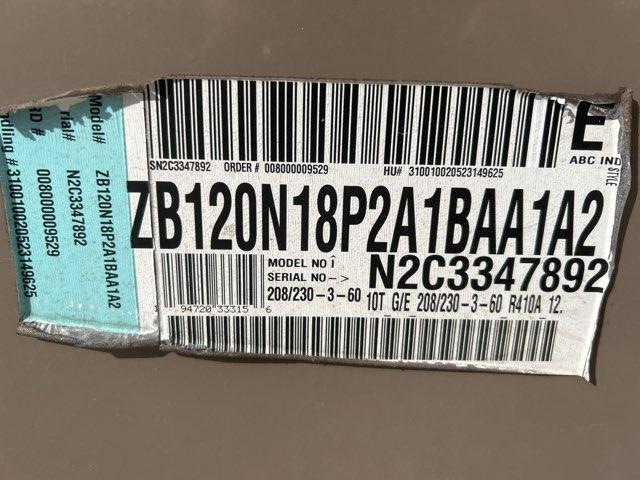 Model# ZB120N18P2A1BAA1A2
rial# N2C3347892
RD # 008000009529
dling # 310010020523149625
E
ABC IND
STYLE
SN2C3347892 ORDER # 008000009529 HU# 310010020523149625
ZB120N18P2A1BAA1A2
MODEL NO Î
SERIAL NO-> N2C3347892
208/230-3-60 10T G/E 208/230-3-60 R410A 12.
94720 33315 6